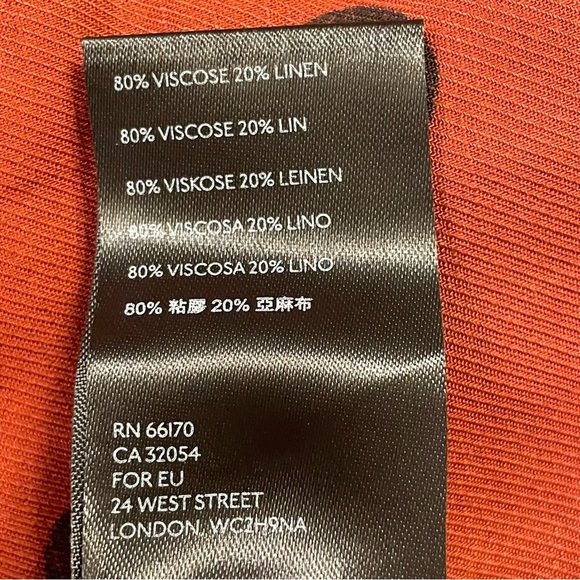 80% VISCOSE 20% LINEN
80% VISCOSE 20% LIN
80% VISKOSE 20% LEINEN
80% VISCOSA 20% LINO
80% VISCOSA 20% LINO
80% 粘膠 20% 亞麻布
RN 66170
CA 32054
FOR EU
24 WEST STREET
LONDON, WC2H9NA